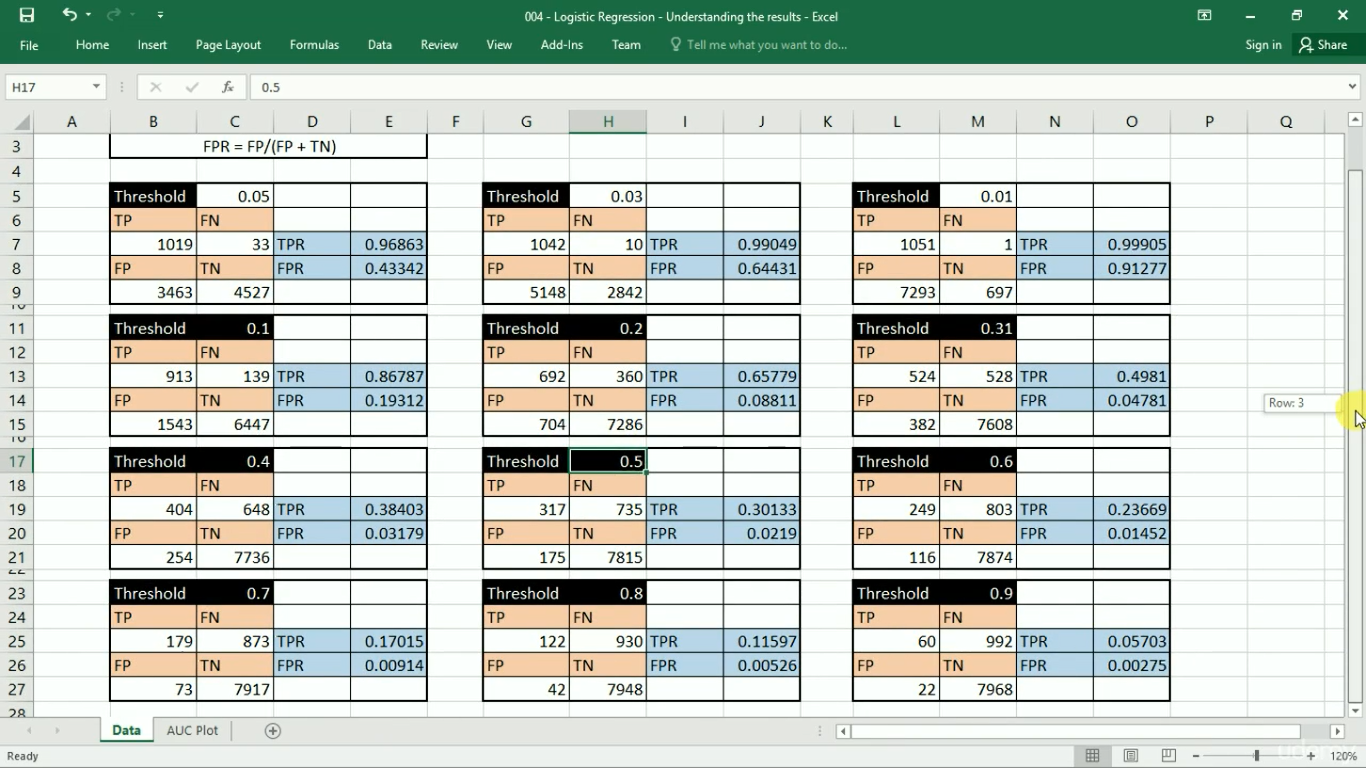 004 - Logistic Regression - Understanding the results - Excel
File Home Insert Page Layout Formulas Data Review View Add-Ins Team Tell me what you want to do... Sign in Share
H17 fx 0.5
A B C D E F G H I J K L M N O P Q
3 FPR = FP/(FP + TN)
4
5 Threshold 0.05 Threshold 0.03 Threshold 0.01
6 TP FN TP FN TP FN
7 1019 33 TPR 0.96863 1042 10 TPR 0.99049 1051 1 TPR 0.99905
8 FP TN FPR 0.43342 FP TN FPR 0.64431 FP TN FPR 0.91277
9 3463 4527 5148 2842 7293 697
10
11 Threshold 0.1 Threshold 0.2 Threshold 0.31
12 TP FN TP FN TP FN
13 913 139 TPR 0.86787 692 360 TPR 0.65779 524 528 TPR 0.4981
14 FP TN FPR 0.19312 FP TN FPR 0.08811 FP TN FPR 0.04781
Row: 3
15 1543 6447 704 7286 382 7608
16
17 Threshold 0.4 Threshold 0.5 Threshold 0.6
18 TP FN TP FN TP FN
19 404 648 TPR 0.38403 317 735 TPR 0.30133 249 803 TPR 0.23669
20 FP TN FPR 0.03179 FP TN FPR 0.0219 FP TN FPR 0.01452
21 254 7736 175 7815 116 7874
22
23 Threshold 0.7 Threshold 0.8 Threshold 0.9
24 TP FN TP FN TP FN
25 179 873 TPR 0.17015 122 930 TPR 0.11597 60 992 TPR 0.05703
26 FP TN FPR 0.00914 FP TN FPR 0.00526 FP TN FPR 0.00275
27 73 7917 42 7948 22 7968
28
Data AUC Plot
Ready 120%